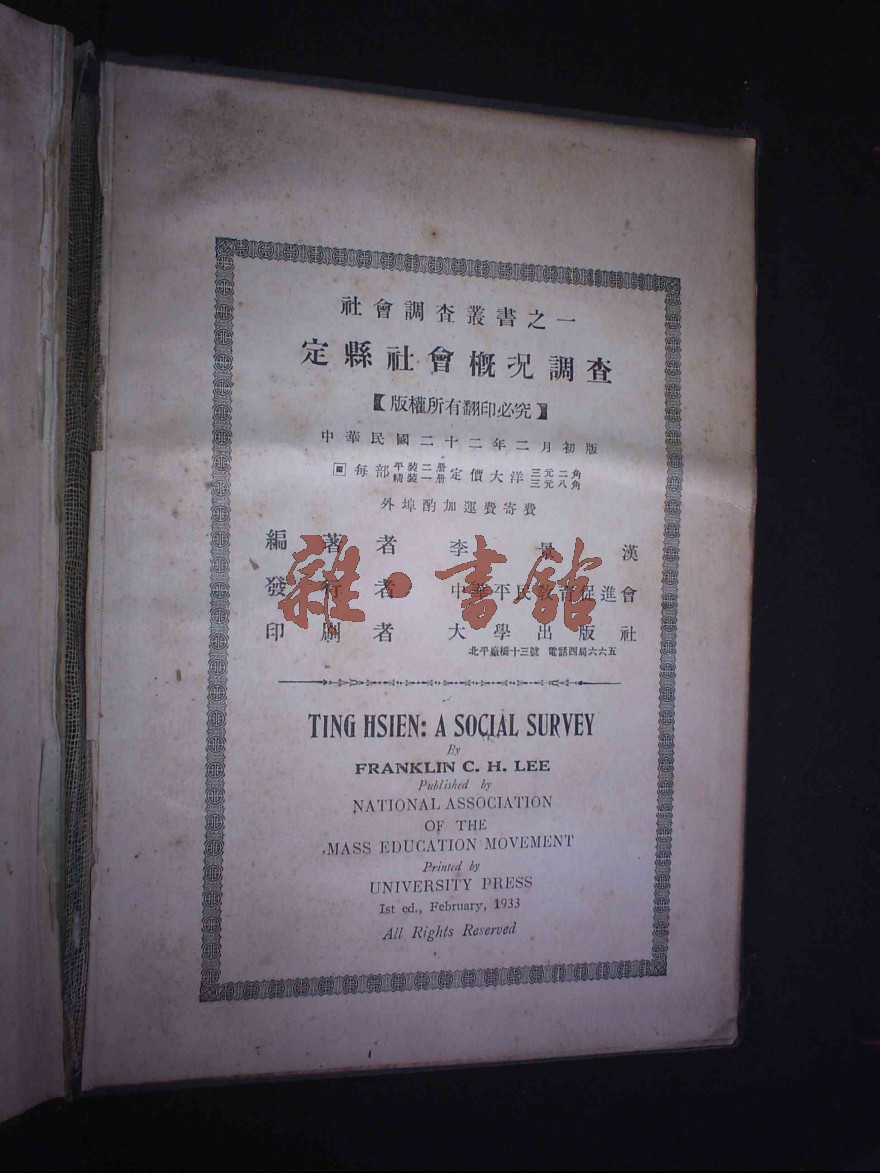 社會調查叢書之一
定縣社會概况調查
【版權所有翻印必究】
中華民國二十二年二月初版
每部平裝二册精裝一册定價大洋三元二角三元八角
外埠酌加運費寄費
編著者 李景漢
發行者 中華平民教育促進會
印刷者 大學出版社
北平廠橋十三號 電話西局六六五
雜·書館
TING HSIEN: A SOCIAL SURVEY
By
FRANKLIN C. H. LEE
Published by
NATIONAL ASSOCIATION
OF THE
MASS EDUCATION MOVEMENT
Printed by
UNIVERSITY PRESS
1st ed., February, 1933
All Rights Reserved